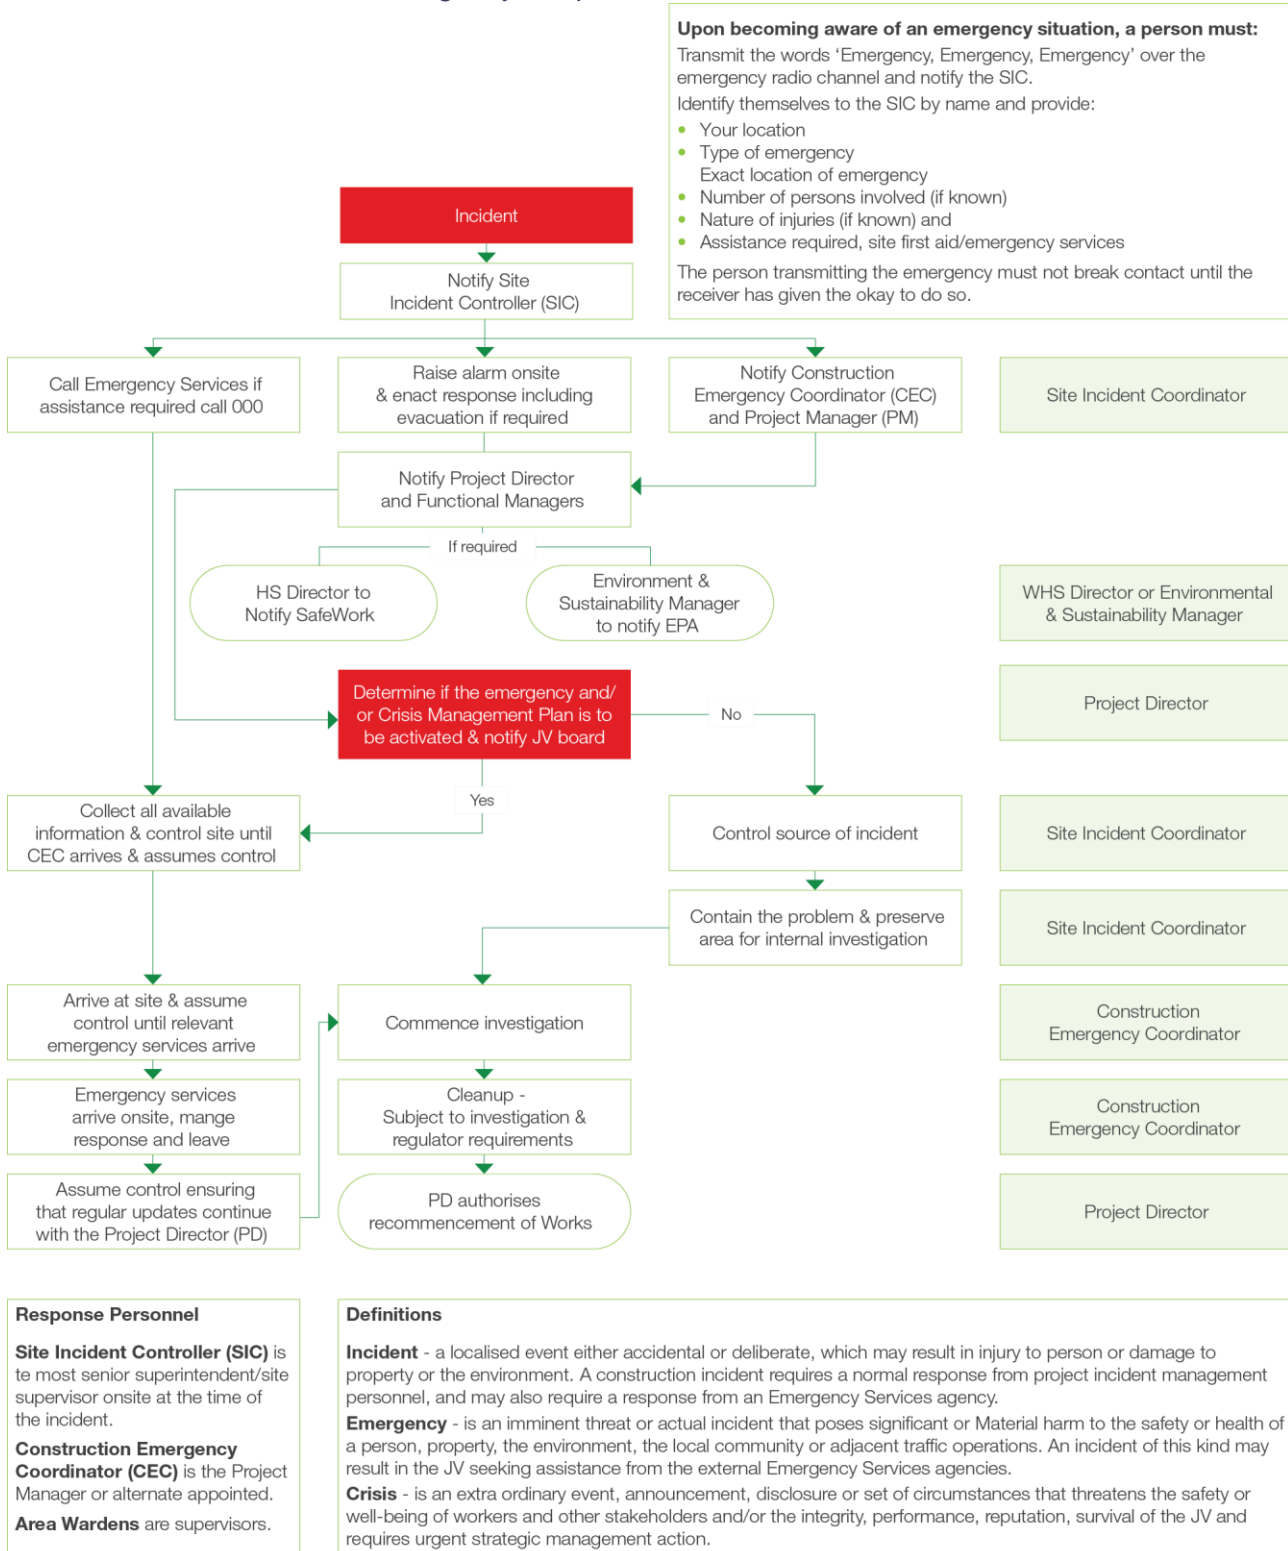 Upon becoming aware of an emergency situation, a person must:
Transmit the words ‘Emergency, Emergency, Emergency’ over the
emergency radio channel and notify the SIC.
Identify themselves to the SIC by name and provide:
• Your location
• Type of emergency
Exact location of emergency
• Number of persons involved (if known)
• Nature of injuries (if known) and
• Assistance required, site first aid/emergency services
The person transmitting the emergency must not break contact until the
receiver has given the okay to do so.
Incident
Notify Site
Incident Controller (SIC)
Call Emergency Services if
assistance required call 000
Raise alarm onsite
& enact response including
evacuation if required
Notify Construction
Emergency Coordinator (CEC)
and Project Manager (PM)
Site Incident Coordinator
Notify Project Director
and Functional Managers
If required
HS Director to
Notify SafeWork
Environment &
Sustainability Manager
to notify EPA
WHS Director or Environmental
& Sustainability Manager
Determine if the emergency and/
or Crisis Management Plan is to
be activated & notify JV board
No
Project Director
Yes
Collect all available
information & control site until
CEC arrives & assumes control
Control source of incident
Site Incident Coordinator
Contain the problem & preserve
area for internal investigation
Site Incident Coordinator
Arrive at site & assume
control until relevant
emergency services arrive
Commence investigation
Construction
Emergency Coordinator
Emergency services
arrive onsite, mange
response and leave
Cleanup -
Subject to investigation &
regulator requirements
Construction
Emergency Coordinator
Assume control ensuring
that regular updates continue
with the Project Director (PD)
PD authorises
recommencement of Works
Project Director
Response Personnel
Site Incident Controller (SIC) is
te most senior superintendent/site
supervisor onsite at the time of
the incident.
Construction Emergency
Coordinator (CEC) is the Project
Manager or alternate appointed.
Area Wardens are supervisors.
Definitions
Incident - a localised event either accidental or deliberate, which may result in injury to person or damage to
property or the environment. A construction incident requires a normal response from project incident management
personnel, and may also require a response from an Emergency Services agency.
Emergency - is an imminent threat or actual incident that poses significant or Material harm to the safety or health of
a person, property, the environment, the local community or adjacent traffic operations. An incident of this kind may
result in the JV seeking assistance from the external Emergency Services agencies.
Crisis - is an extra ordinary event, announcement, disclosure or set of circumstances that threatens the safety or
well-being of workers and other stakeholders and/or the integrity, performance, reputation, survival of the JV and
requires urgent strategic management action.